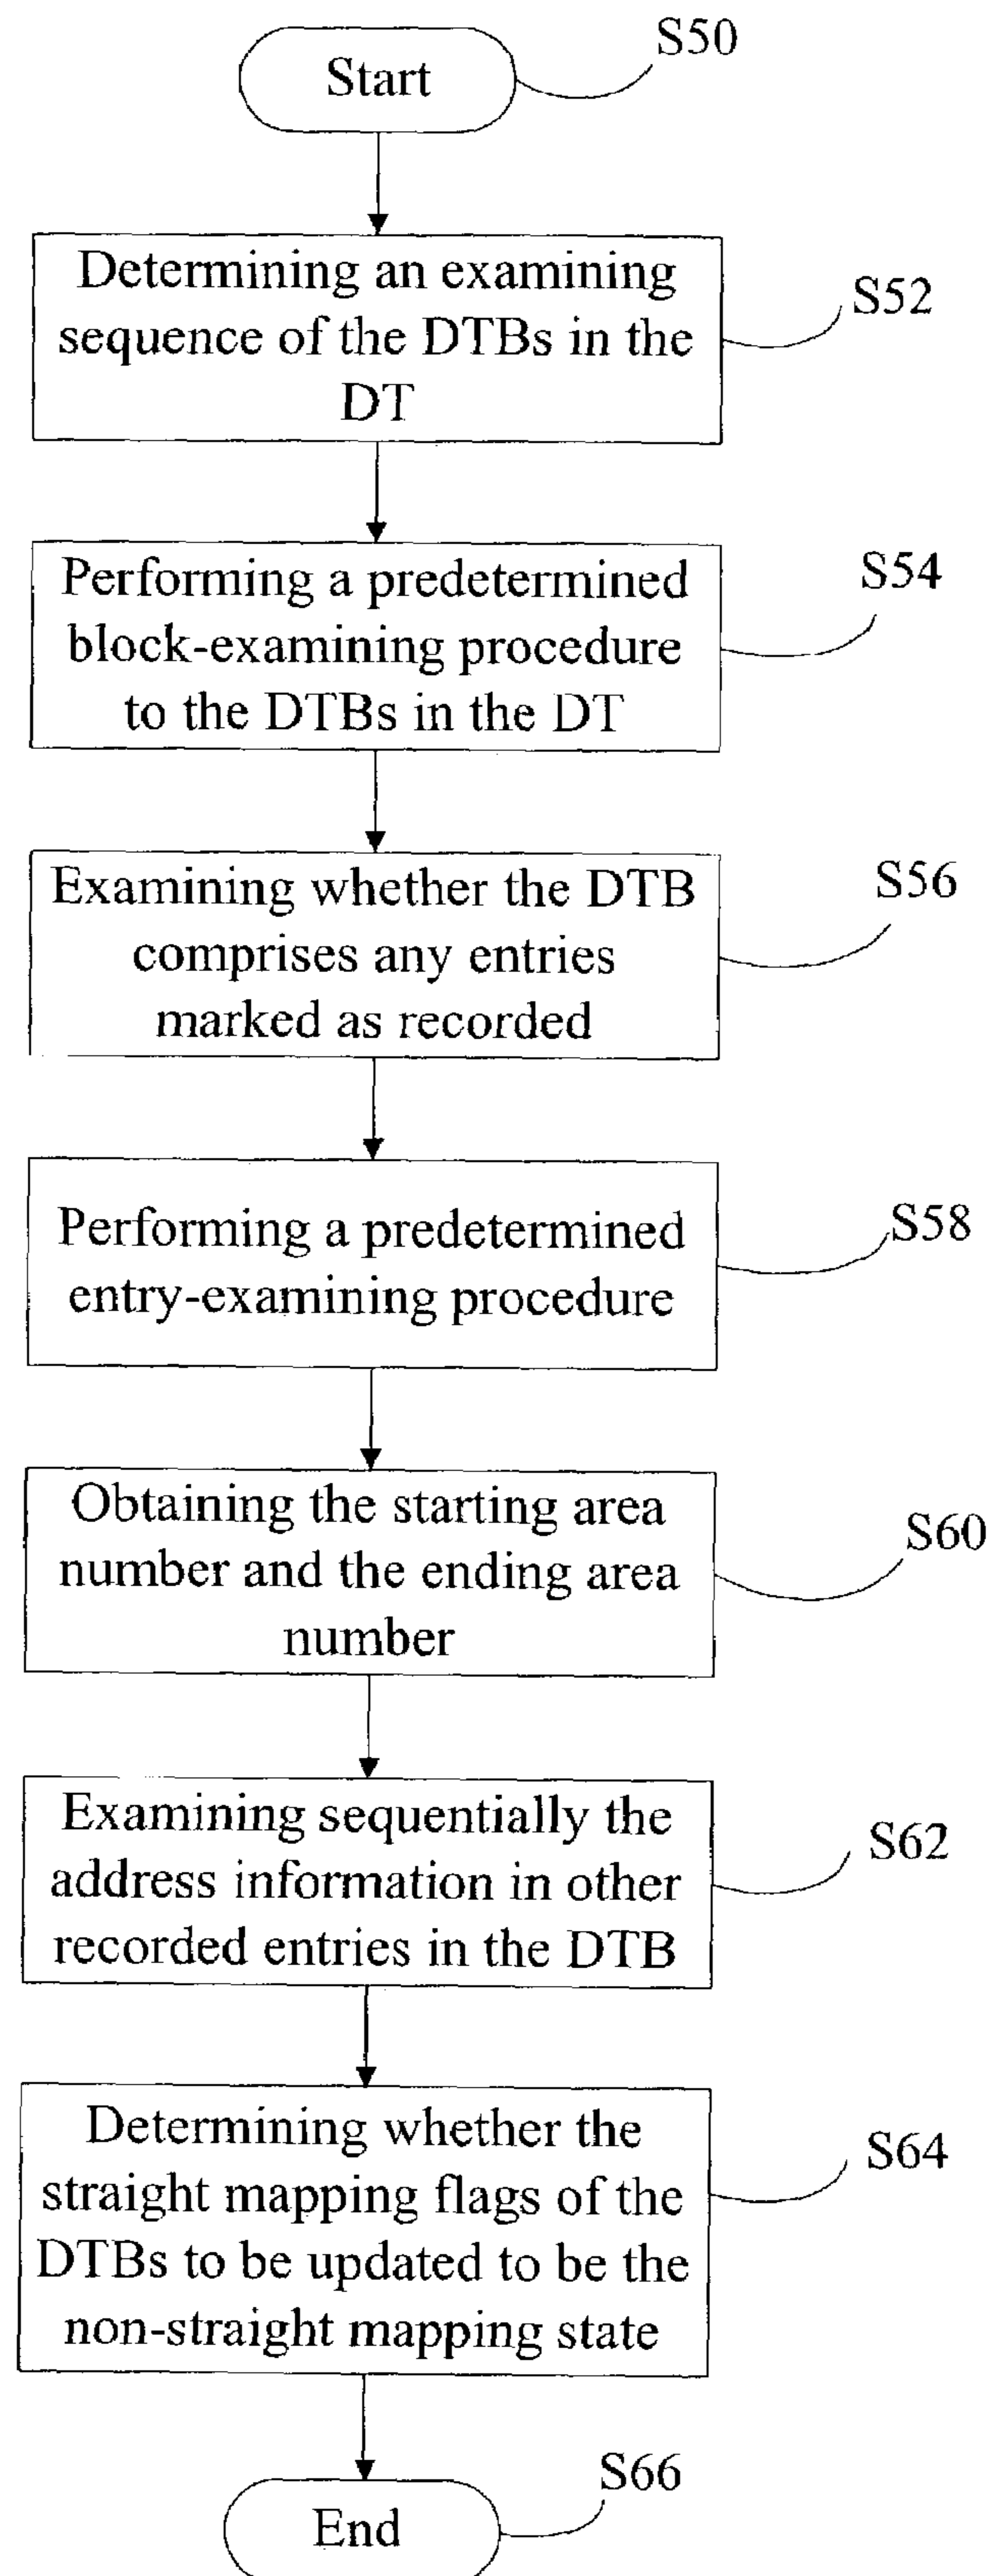 Start
S50
Determining an examining
sequence of the DTBs in the
DT
S52
Performing a predetermined
block-examining procedure
to the DTBs in the DT
S54
Examining whether the DTB
comprises any entries
marked as recorded
S56
Performing a predetermined
entry-examining procedure
S58
Obtaining the starting area
number and the ending area
number
S60
Examining sequentially the
address information in other
recorded entries in the DTB
S62
Determining whether the
straight mapping flags of the
DTBs to be updated to be the
non-straight mapping state
S64
End
S66